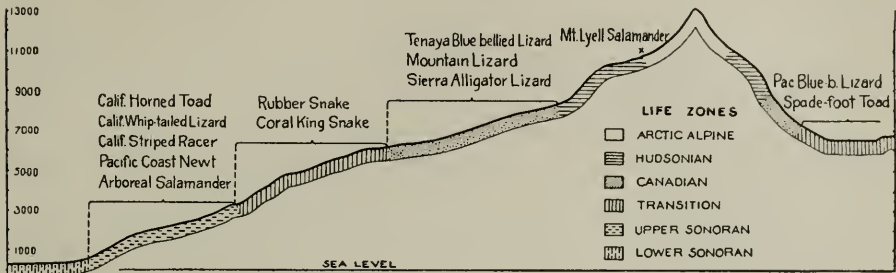 13000
11000
9000
7000
5000
3000
1000
Calif. Horned Toad
Calif. Whip-tailed Lizard
Calif. Striped Racer
Pacific Coast Newt
Arboreal Salamander
Rubber Snake
Coral King Snake
Tenaya Blue bellied Lizard
Mountain Lizard
Sierra Alligator Lizard
Mt. Lyell Salamander
x
Pac Blue-b. Lizard
Spade-foot Toad
LIFE ZONES
ARCTIC ALPINE
HUDSONIAN
CANADIAN
TRANSITION
UPPER SONORAN
LOWER SONORAN
SEA LEVEL